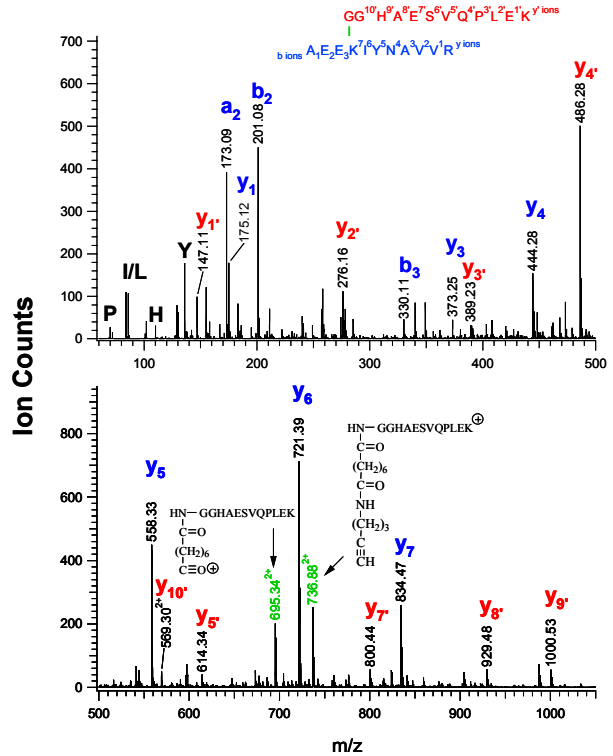 GG10'H9'A8'E7'S6'V5'Q4'P3'L2'E1'K y' ions
b ions A1E2E3K7I6Y5N4A3V2V1R y ions
Ion Counts
700
600
500
400
300
200
100
0
P
I/L
H
Y
y1'
147.11
a2
173.09
y1
175.12
b2
201.08
y2'
276.16
b3
330.11
y3
373.25
y3'
389.23
y4
444.28
y4'
486.28
100
200
300
400
500
800
600
400
200
0
y5
558.33
y10'
569.30 2+
y5'
614.34
HN—GGHAESVQPLEK
C=O
(CH2)6
C=O⊕
695.34 2+
y6
721.39
736.88 2+
HN—GGHAESVQPLEK⊕
C=O
(CH2)6
C=O
NH
(CH2)3
C=
CH
y7'
800.44
y7
834.47
y8'
929.48
y9'
1000.53
500
600
700
800
900
1000
m/z